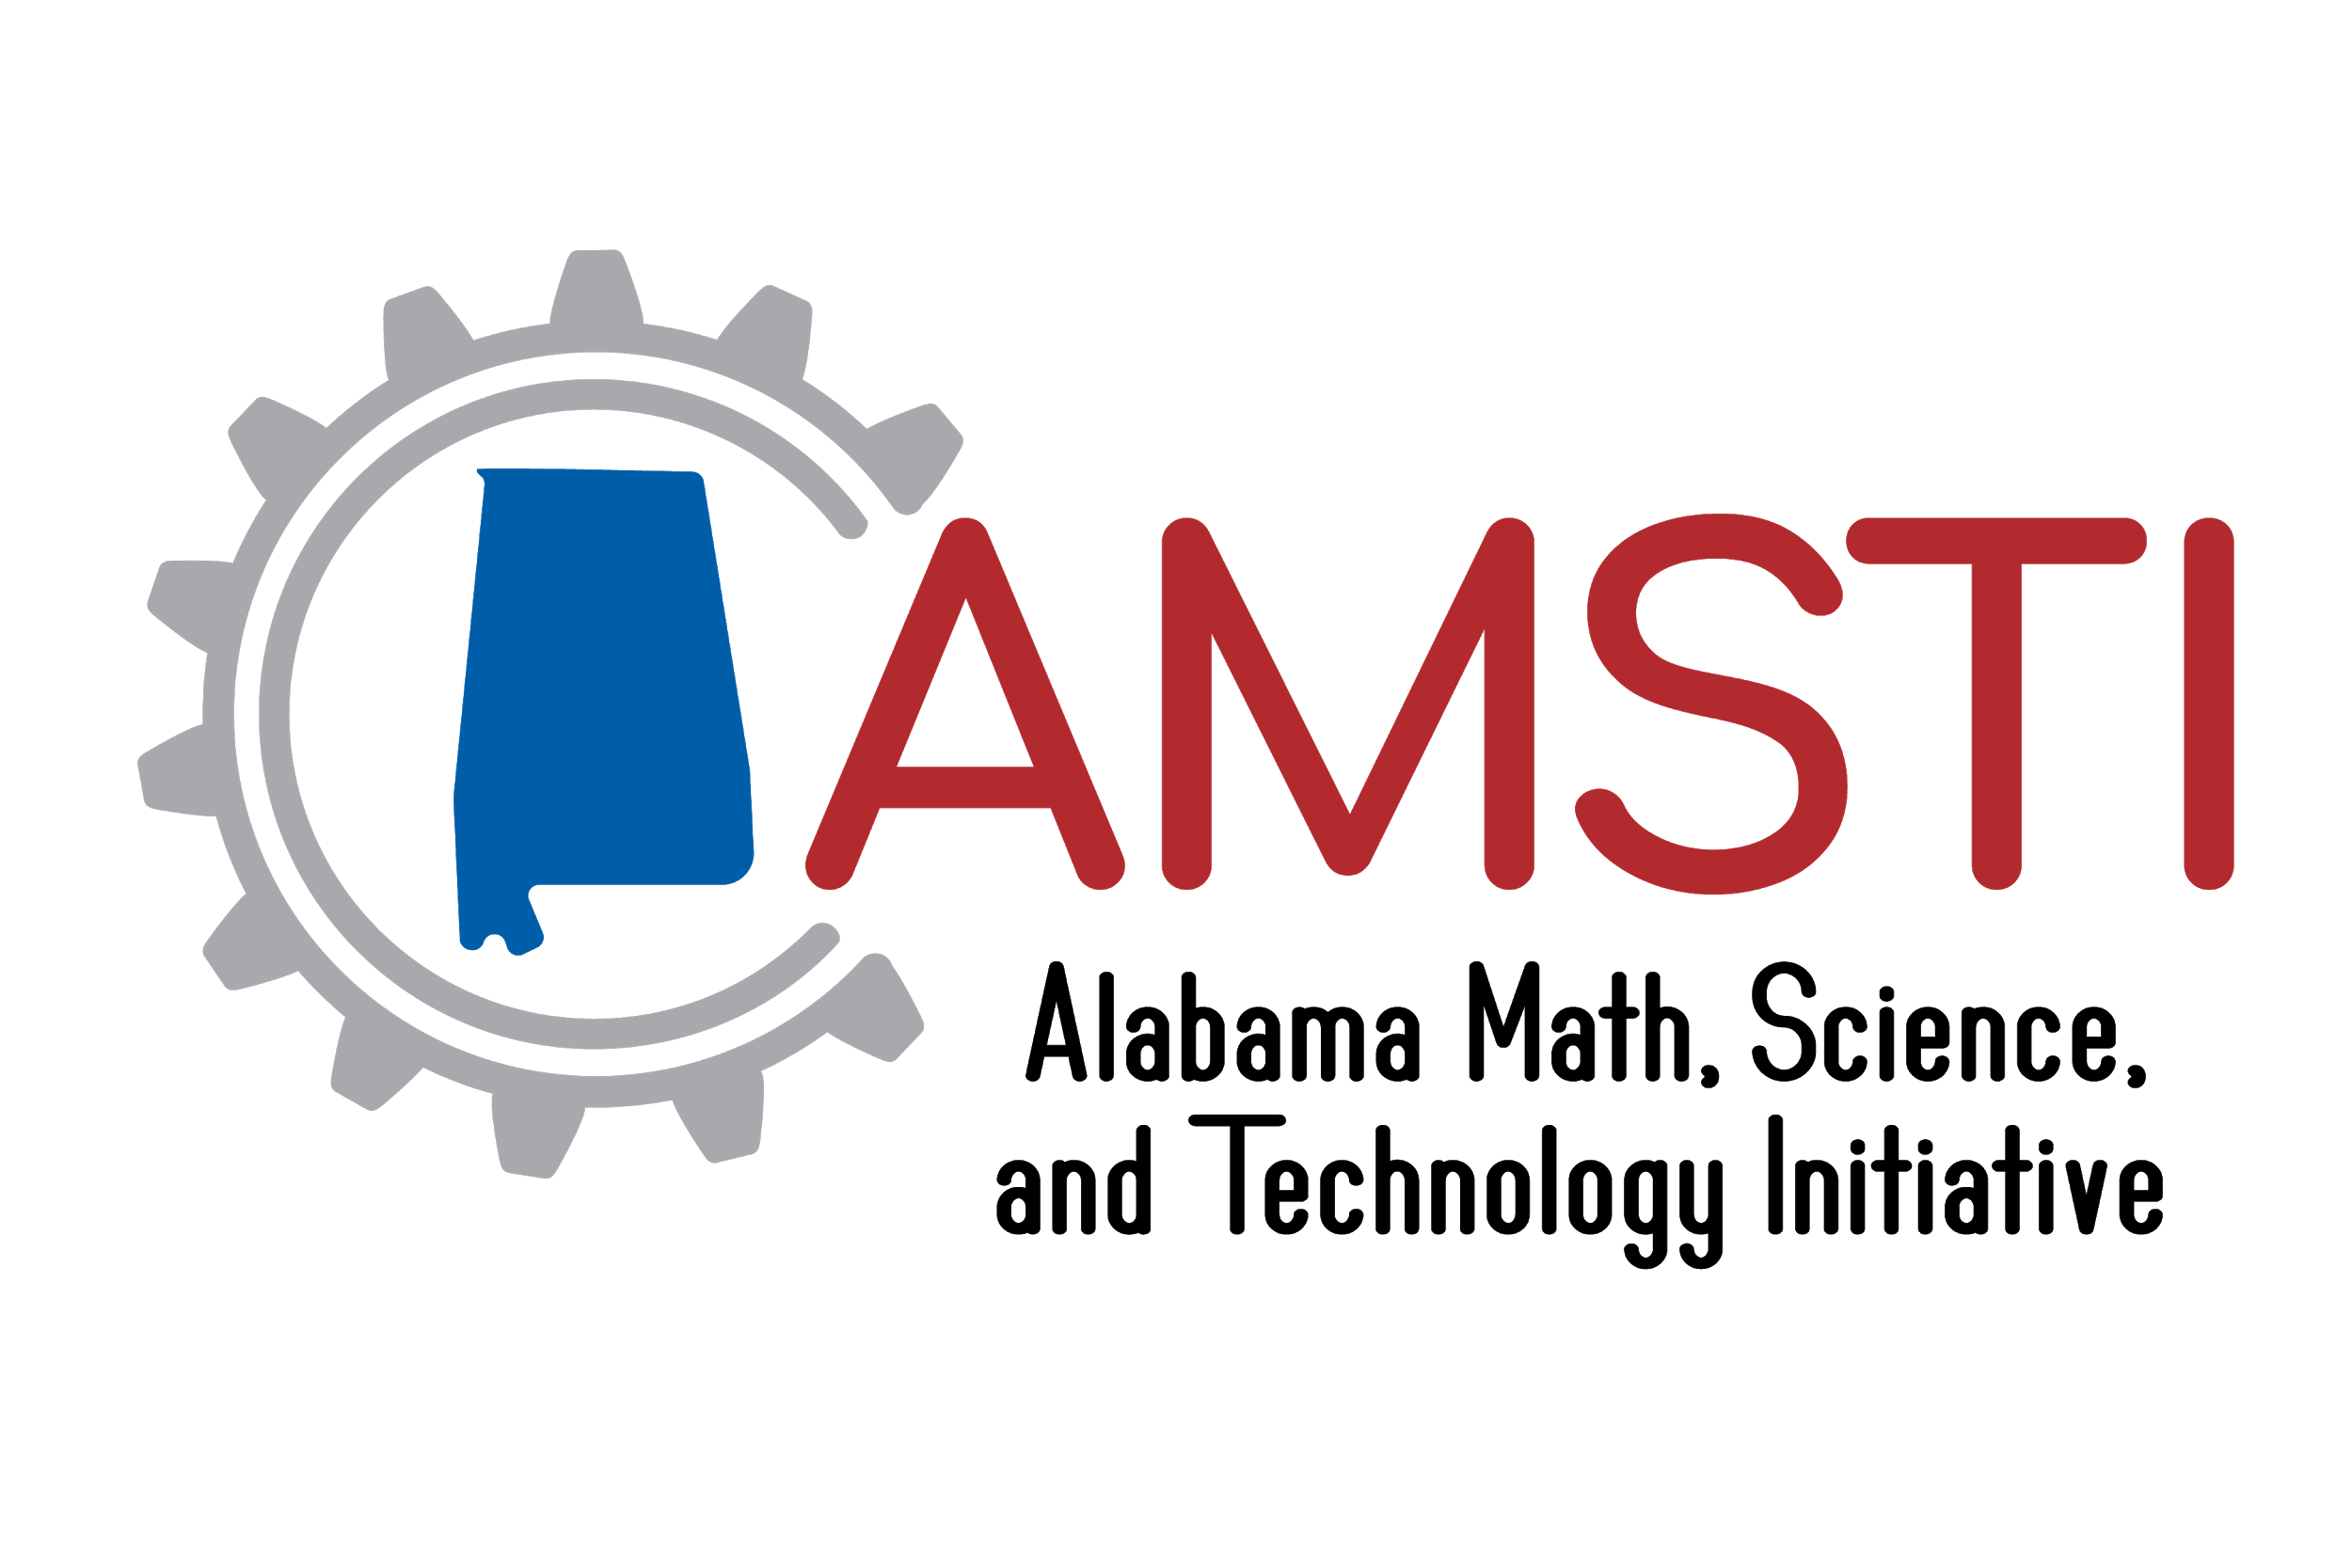 AMSTI
Alabama Math, Science,
and Technology Initiative